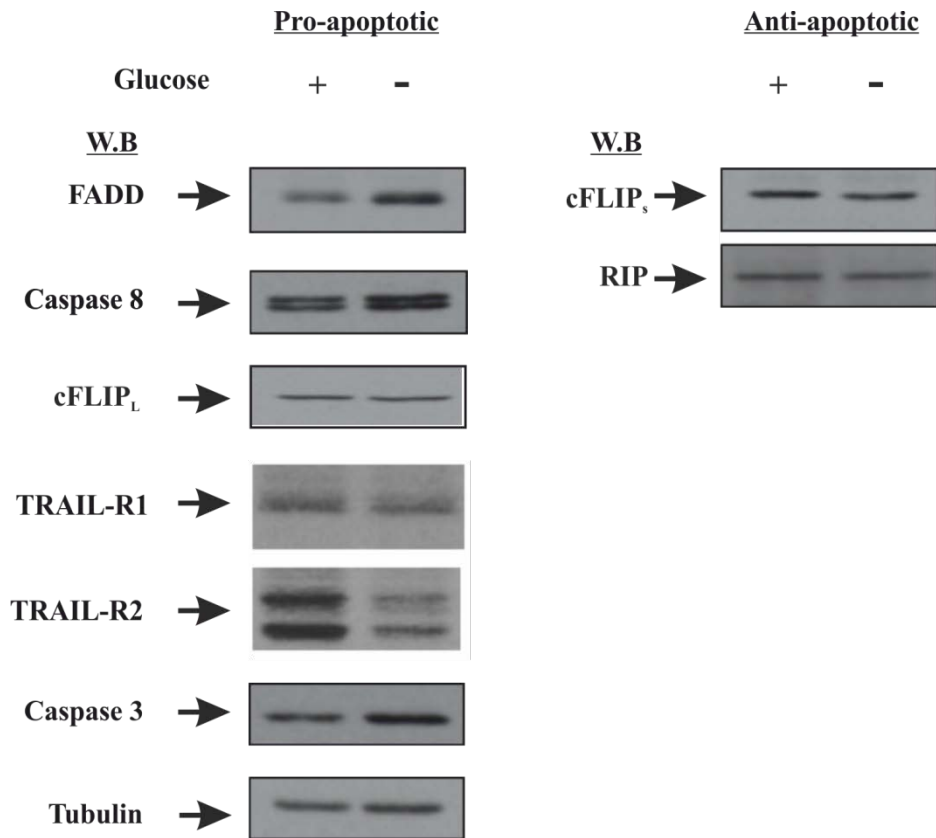 Pro-apoptotic Anti-apoptotic
Glucose + - + -
W.B W.B
FADD cFLIPs
RIP
Caspase 8
cFLIPL
TRAIL-R1
TRAIL-R2
Caspase 3
Tubulin